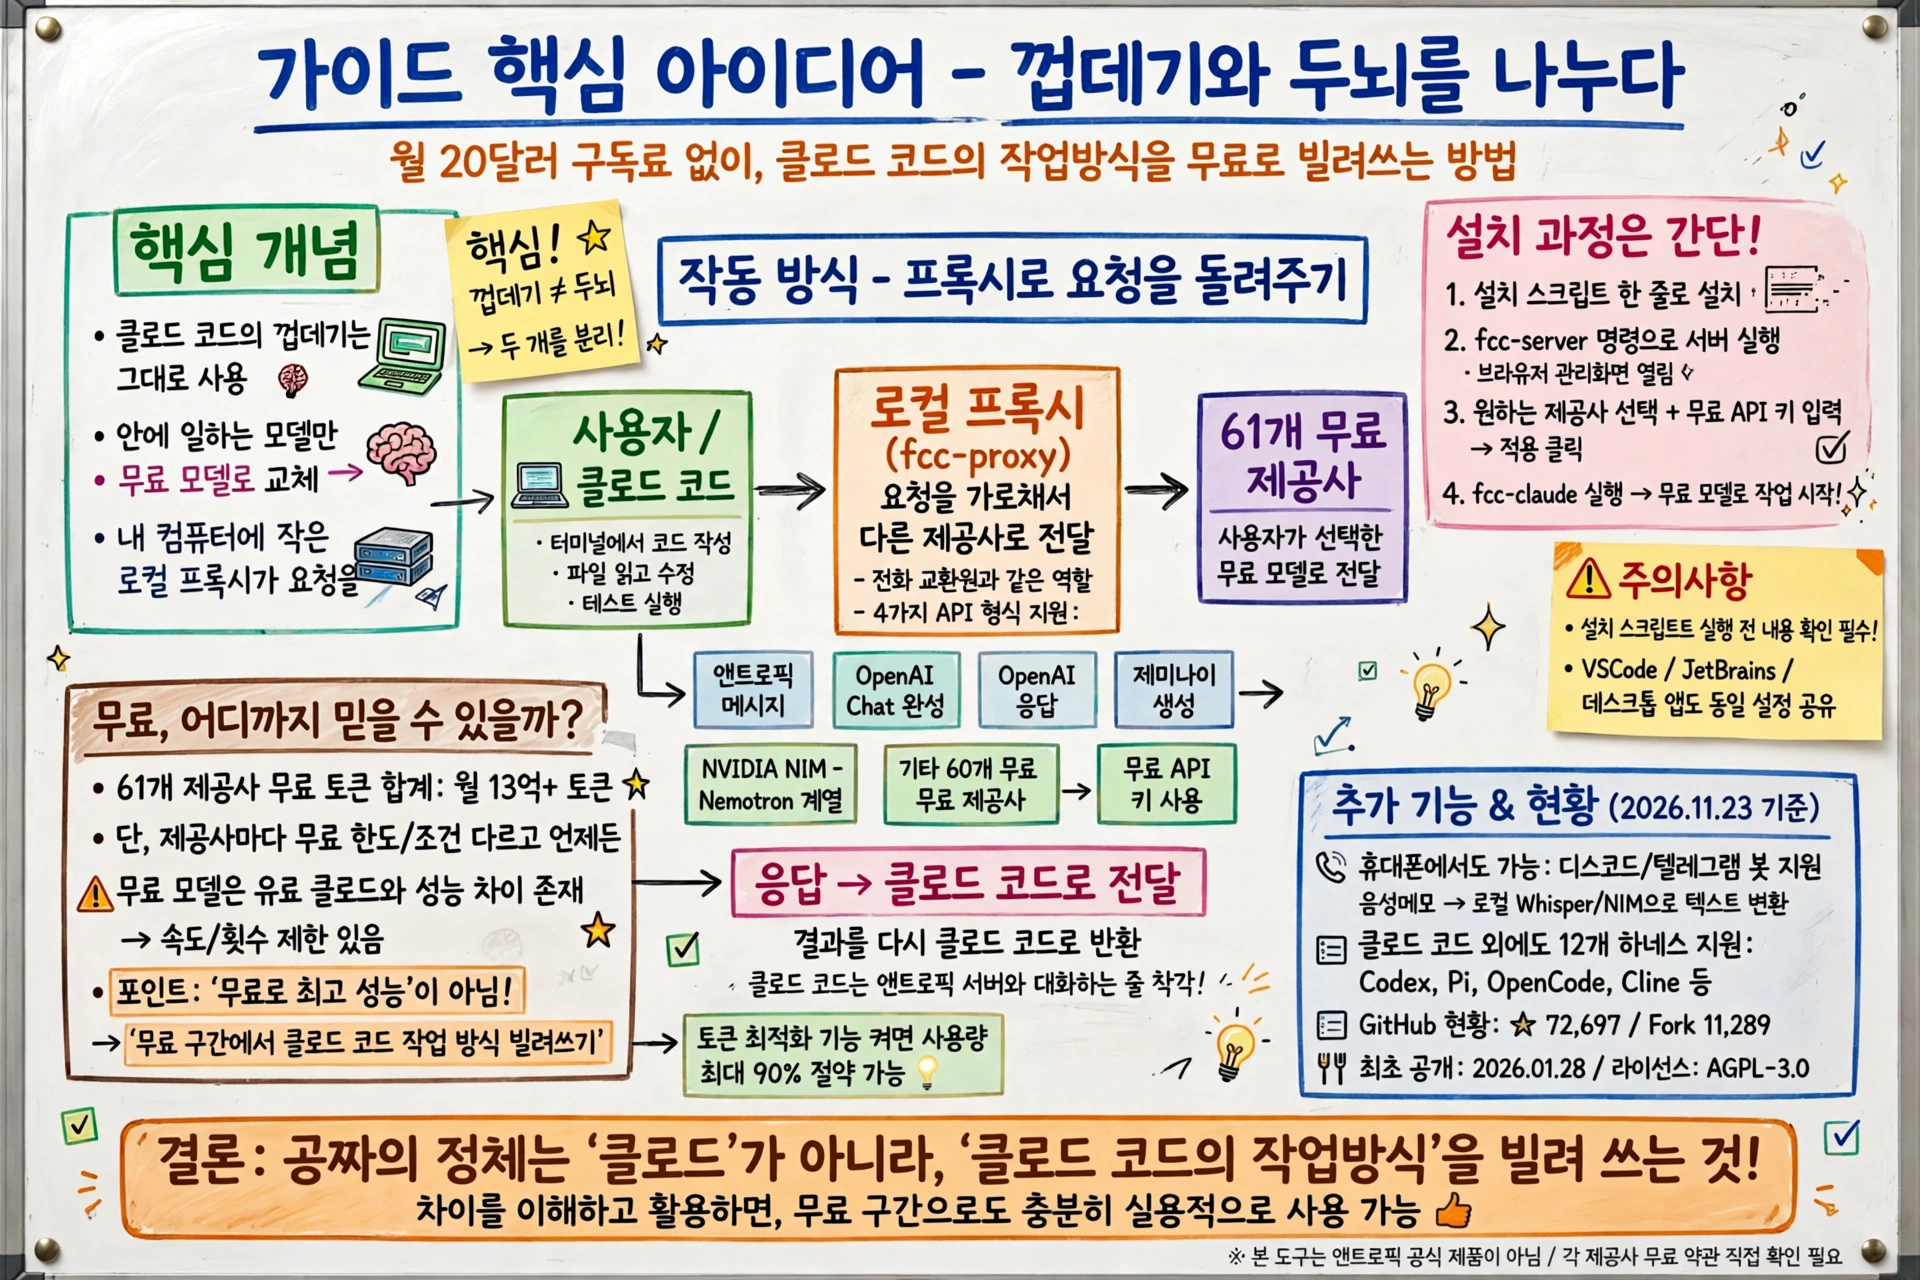 가이드 핵심 아이디어 - 껍데기와 두뇌를 나누다
월 20달러 구독료 없이, 클로드 코드의 작업방식을 무료로 빌려쓰는 방법
핵심 개념
• 클로드 코드의 껍데기는
그대로 사용
• 안에 일하는 모델만
• 무료 모델로 교체 →
• 내 컴퓨터에 작은
로컬 프록시가 요청을
핵심!
껍데기 ≠ 두뇌
→ 두 개를 분리!
작동 방식 - 프록시로 요청을 돌려주기
사용자 /
클로드 코드
· 터미널에서 코드 작성
· 파일 읽고 수정
· 테스트 실행
로컬 프록시
(fcc-proxy)
요청을 가로채서
다른 제공사로 전달
- 전화 교환원과 같은 역할
- 4가지 API 형식 지원:
61개 무료
제공사
사용자가 선택한
무료 모델로 전달
앤트로픽
메시지
OpenAI
Chat 완성
OpenAI
응답
제미나이
생성
NVIDIA NIM -
Nemotron 계열
기타 60개 무료
무료 제공사
무료 API
키 사용
응답 → 클로드 코드로 전달
결과를 다시 클로드 코드로 반환
클로드 코드는 앤트로픽 서버와 대화하는 줄 착각!
토큰 최적화 기능 켜면 사용량
최대 90% 절약 가능
설치 과정은 간단!
1. 설치 스크립트 한 줄로 설치
2. fcc-server 명령으로 서버 실행
· 브라유저 관리화면 열림
3. 원하는 제공사 선택 + 무료 API 키 입력
→ 적용 클릭
4. fcc-claude 실행 → 무료 모델로 작업 시작!
주의사항
• 설치 스크립트트 실행 전 내용 확인 필수!
• VSCode / JetBrains /
데스크톱 앱도 동일 설정 공유
무료, 어디까지 믿을 수 있을까?
• 61개 제공사 무료 토큰 합계: 월 13억+ 토큰
• 단, 제공사마다 무료 한도/조건 다르고 언제든
무료 모델은 유료 클로드와 성능 차이 존재
→ 속도/횟수 제한 있음
• 포인트: '무료로 최고 성능'이 아님!
→ '무료 구간에서 클로드 코드 작업 방식 빌려쓰기'
추가 기능 & 현황 (2026.11.23 기준)
휴대폰에서도 가능: 디스코드/텔레그램 봇 지원
음성메모 → 로컬 Whisper/NIM으로 텍스트 변환
클로드 코드 외에도 12개 하네스 지원:
Codex, Pi, OpenCode, Cline 등
GitHub 현황: ★ 72,697 / Fork 11,289
최초 공개: 2026.01.28 / 라이선스: AGPL-3.0
결론: 공짜의 정체는 '클로드'가 아니라, '클로드 코드의 작업방식'을 빌려 쓰는 것!
차이를 이해하고 활용하면, 무료 구간으로도 충분히 실용적으로 사용 가능
※ 본 도구는 앤트로픽 공식 제품이 아님 / 각 제공사 무료 약관 직접 확인 필요